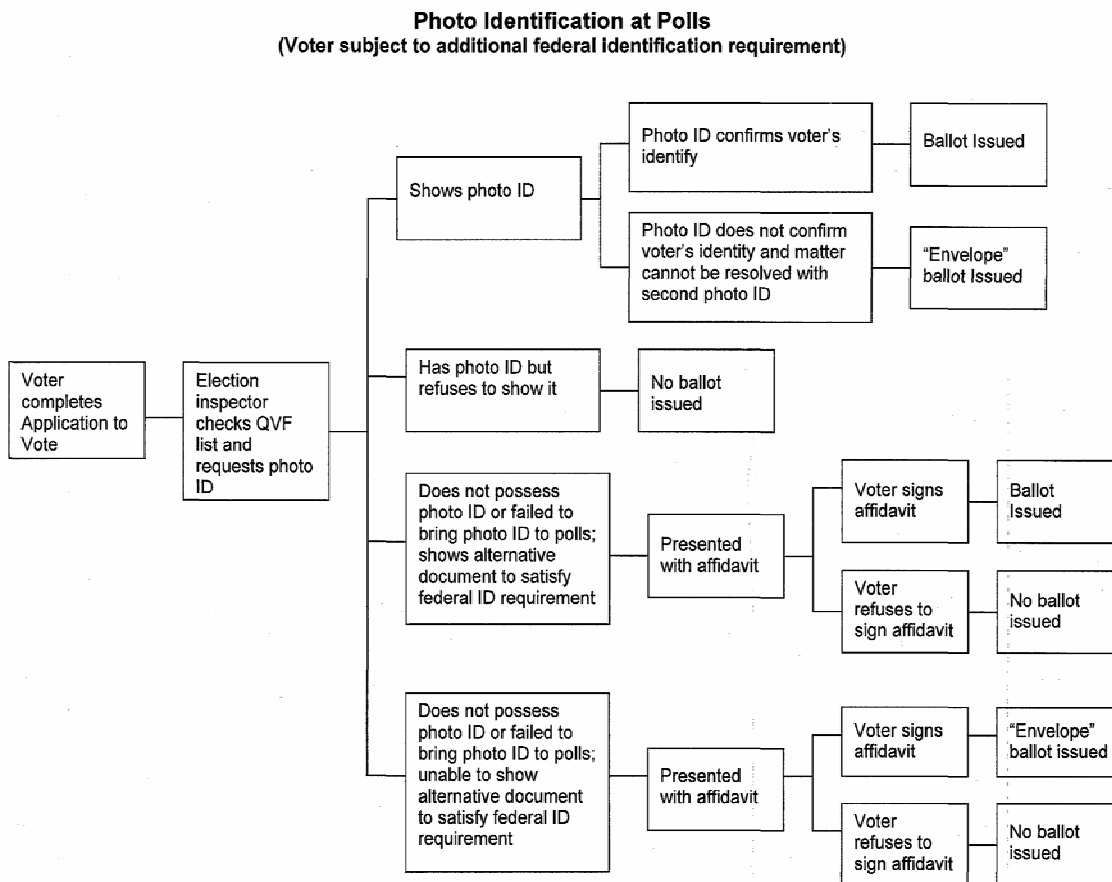 Photo Identification at Polls
(Voter subject to additional federal identification requirement)
Photo ID confirms voter's
identify
Ballot Issued
Shows photo ID
Photo ID does not confirm
voter's identity and matter
cannot be resolved with
second photo ID
“Envelope”
ballot Issued
Voter
completes
Application to
Vote
Election
inspector
checks QVF
list and
requests photo
ID
Has photo ID but
refuses to show it
No ballot
issued
Does not possess
photo ID or failed to
bring photo ID to polls;
shows alternative
document to satisfy
federal ID requirement
Presented
with affidavit
Voter signs
affidavit
Ballot
Issued
Voter
refuses to
sign affidavit
No ballot
issued
Does not possess
photo ID or failed to
bring photo ID to polls;
unable to show
alternative document
to satisfy federal ID
requirement
Presented
with affidavit
Voter signs
affidavit
“Envelope”
ballot issued
Voter
refuses to
sign affidavit
No ballot
issued